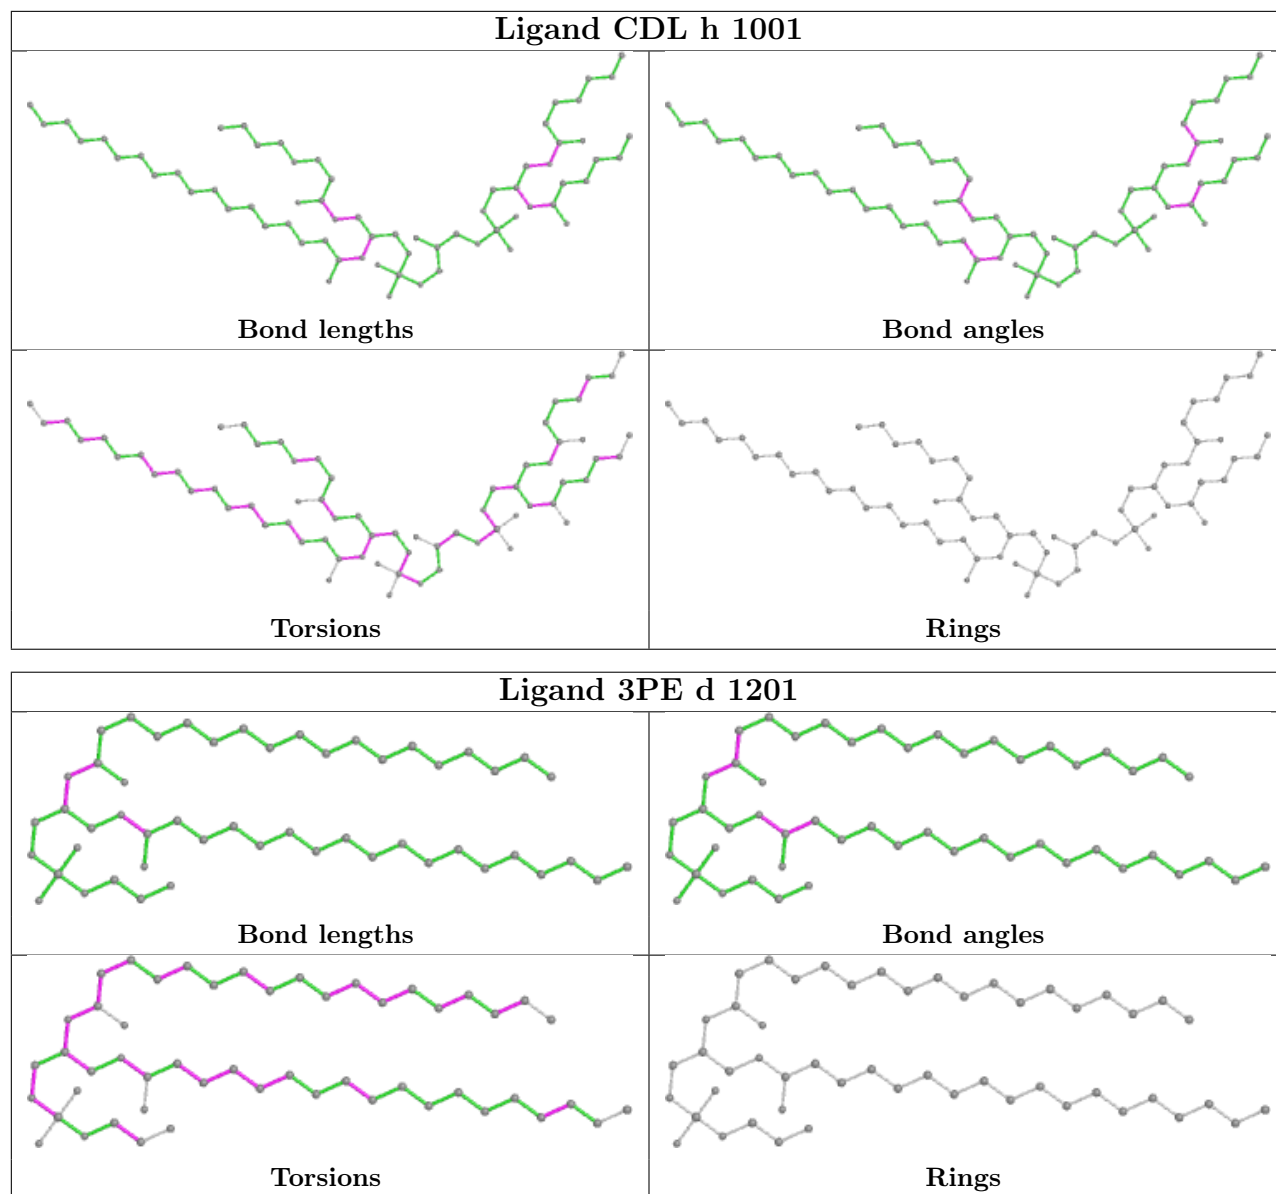 Ligand CDL h 1001
Bond lengths
Bond angles
Torsions
Rings
Ligand 3PE d 1201
Bond lengths
Bond angles
Torsions
Rings